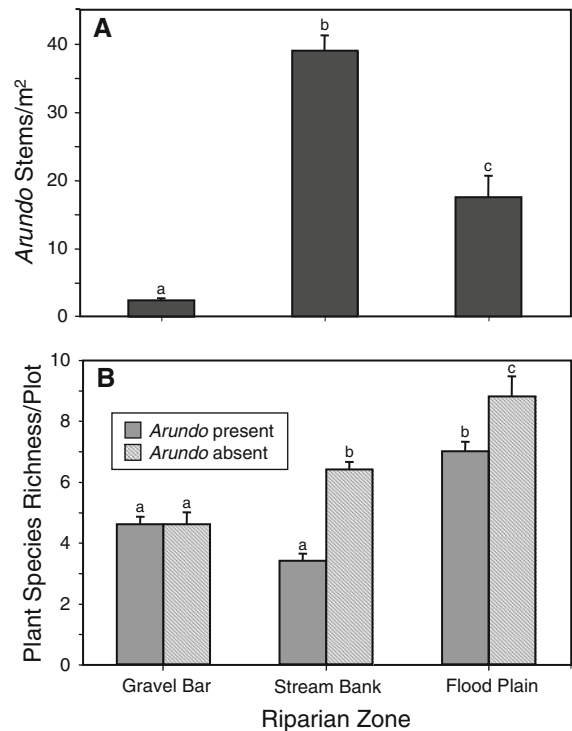 A
Arundo Stems/m²
40
30
20
10
0
a
b
c
B
Plant Species Richness/Plot
10
8
6
4
2
0
Arundo present
Arundo absent
a
a
a
b
b
c
Gravel Bar
Stream Bank
Flood Plain
Riparian Zone